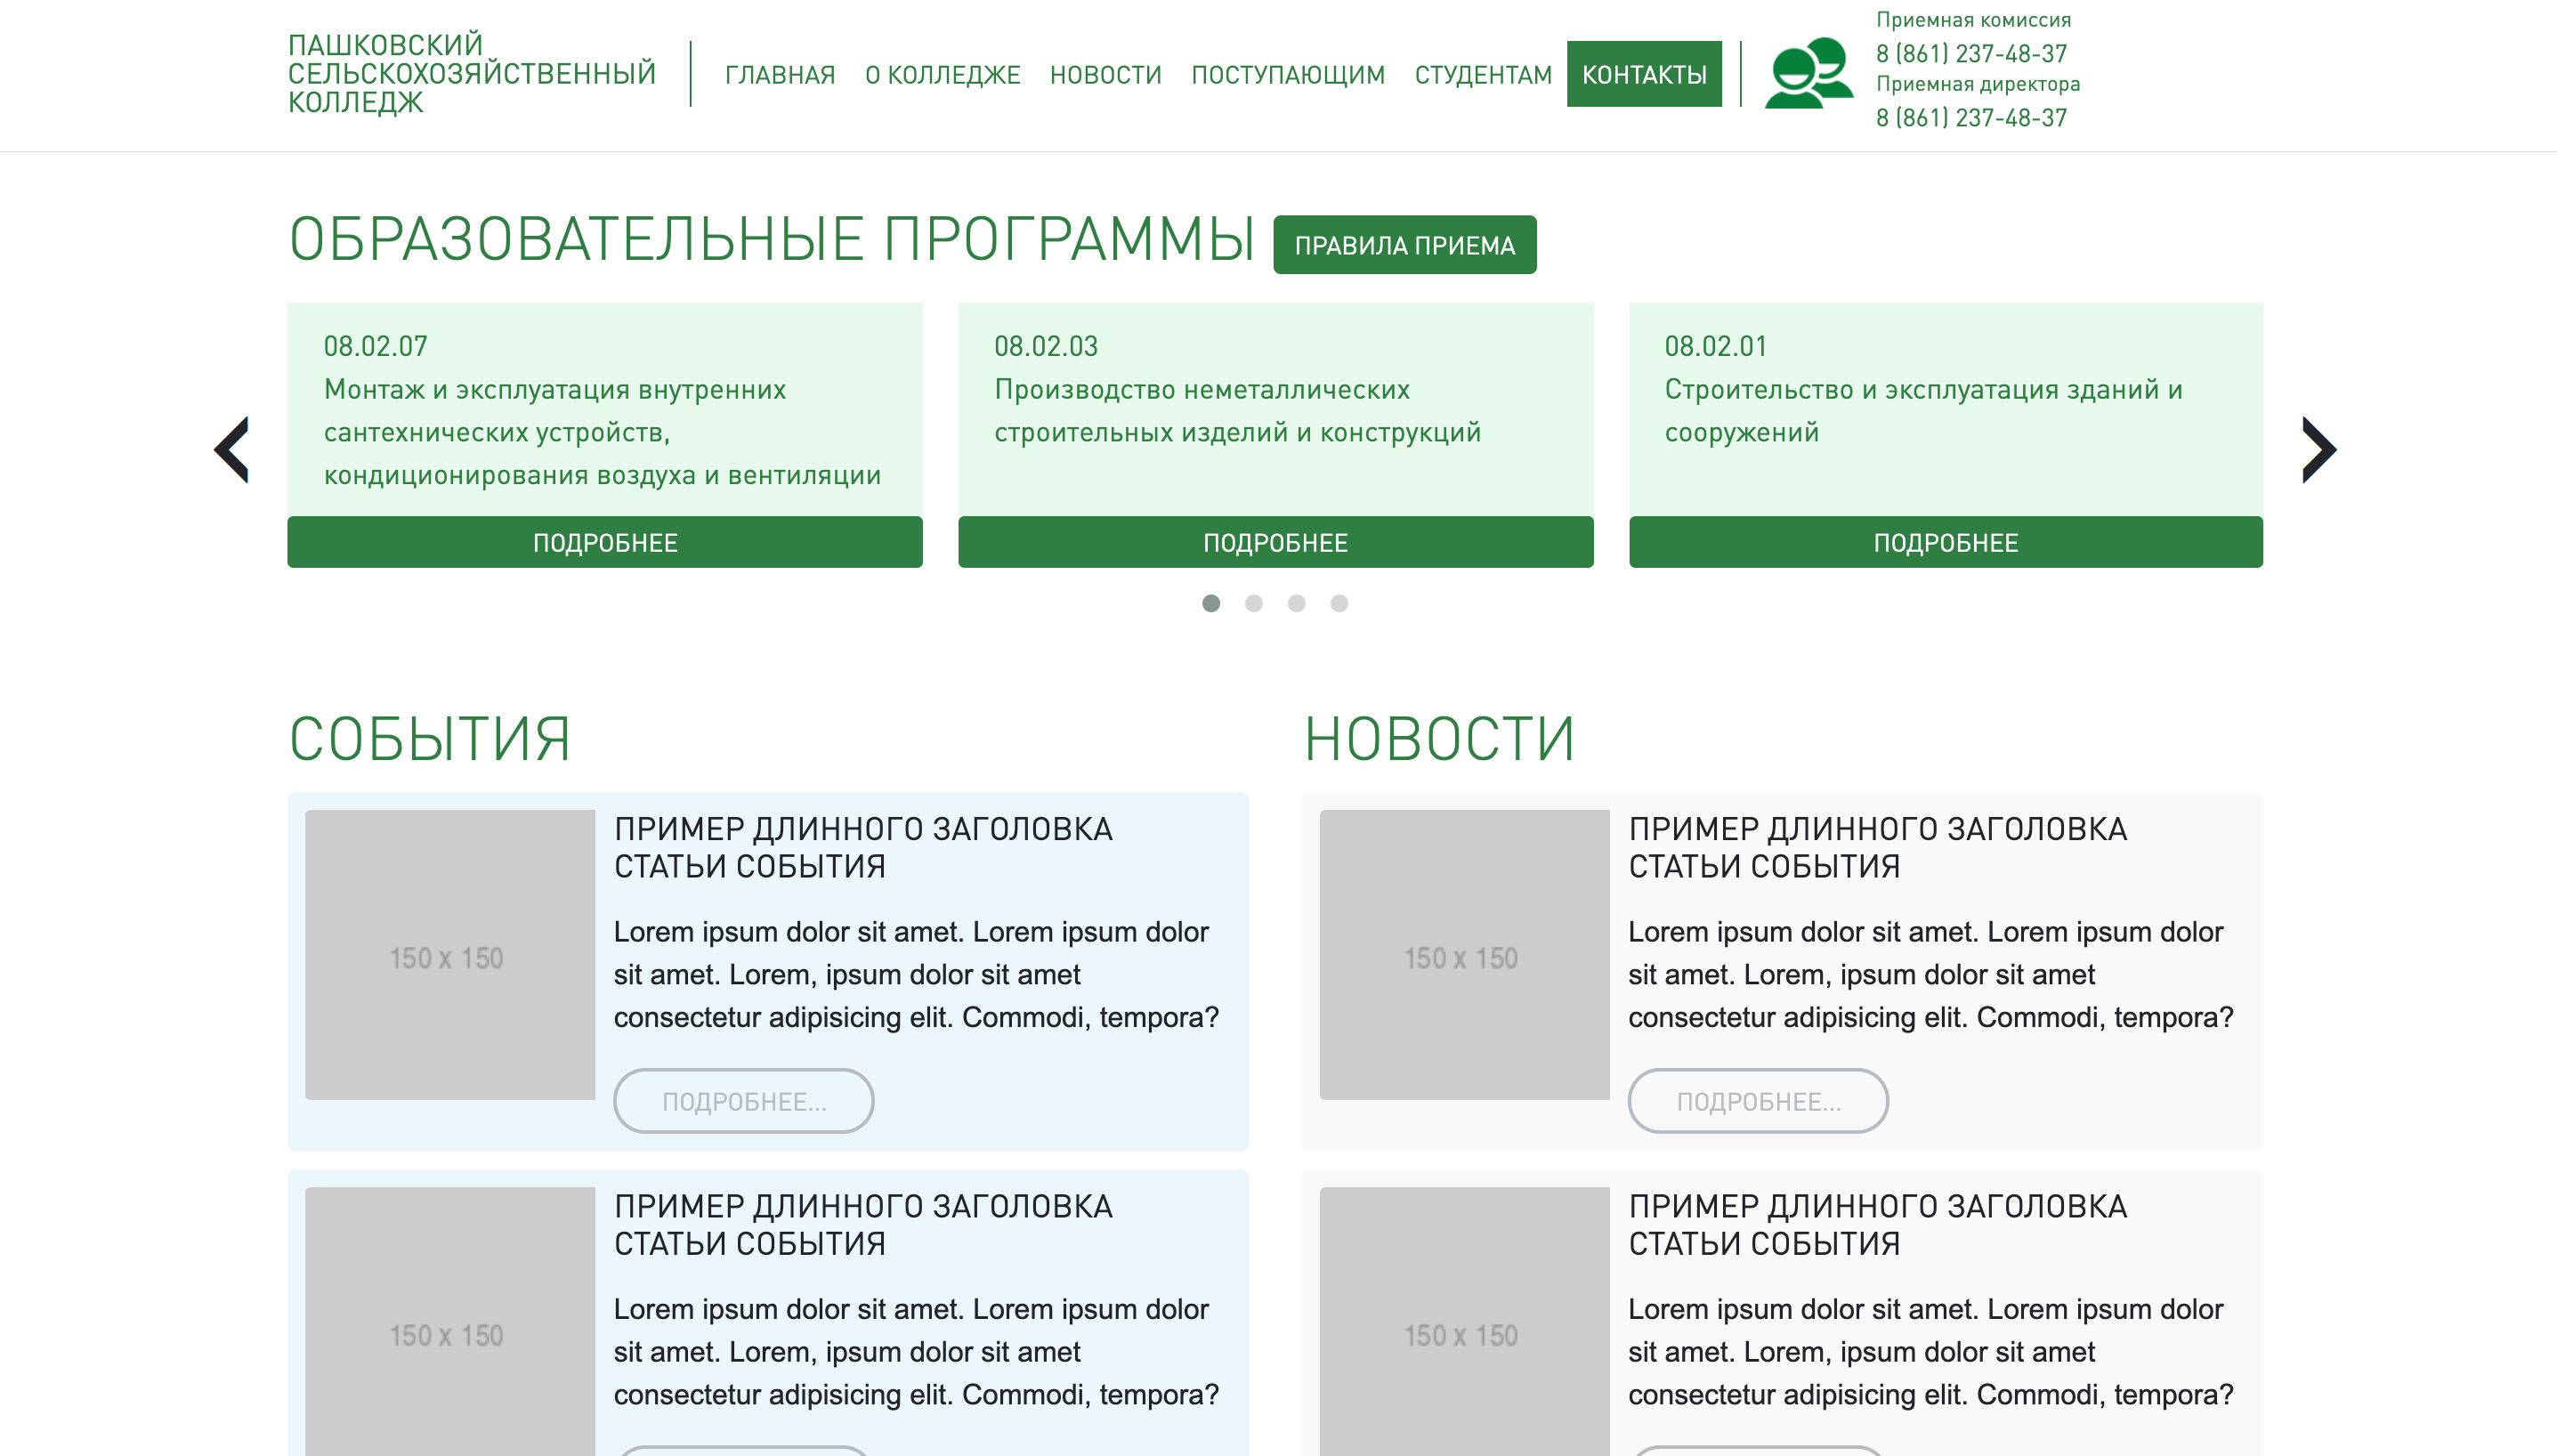 ПАШКОВСКИЙ
СЕЛЬСКОХОЗЯЙСТВЕННЫЙ
КОЛЛЕДЖ
ГЛАВНАЯ О КОЛЛЕДЖЕ НОВОСТИ ПОСТУПАЮЩИМ СТУДЕНТАМ КОНТАКТЫ
Приемная комиссия
8 (861) 237-48-37
Приемная директора
8 (861) 237-48-37
ОБРАЗОВАТЕЛЬНЫЕ ПРОГРАММЫ ПРАВИЛА ПРИЕМА
08.02.07
Монтаж и эксплуатация внутренних
сантехнических устройств,
кондиционирования воздуха и вентиляции
ПОДРОБНЕЕ
08.02.03
Производство неметаллических
строительных изделий и конструкций
ПОДРОБНЕЕ
08.02.01
Строительство и эксплуатация зданий и
сооружений
ПОДРОБНЕЕ
СОБЫТИЯ
150 x 150
ПРИМЕР ДЛИННОГО ЗАГОЛОВКА
СТАТЬИ СОБЫТИЯ
Lorem ipsum dolor sit amet. Lorem ipsum dolor
sit amet. Lorem, ipsum dolor sit amet
consectetur adipisicing elit. Commodi, tempora?
ПОДРОБНЕЕ...
150 x 150
ПРИМЕР ДЛИННОГО ЗАГОЛОВКА
СТАТЬИ СОБЫТИЯ
Lorem ipsum dolor sit amet. Lorem ipsum dolor
sit amet. Lorem, ipsum dolor sit amet
consectetur adipisicing elit. Commodi, tempora?
НОВОСТИ
150 x 150
ПРИМЕР ДЛИННОГО ЗАГОЛОВКА
СТАТЬИ СОБЫТИЯ
Lorem ipsum dolor sit amet. Lorem ipsum dolor
sit amet. Lorem, ipsum dolor sit amet
consectetur adipisicing elit. Commodi, tempora?
ПОДРОБНЕЕ...
150 x 150
ПРИМЕР ДЛИННОГО ЗАГОЛОВКА
СТАТЬИ СОБЫТИЯ
Lorem ipsum dolor sit amet. Lorem ipsum dolor
sit amet. Lorem, ipsum dolor sit amet
consectetur adipisicing elit. Commodi, tempora?